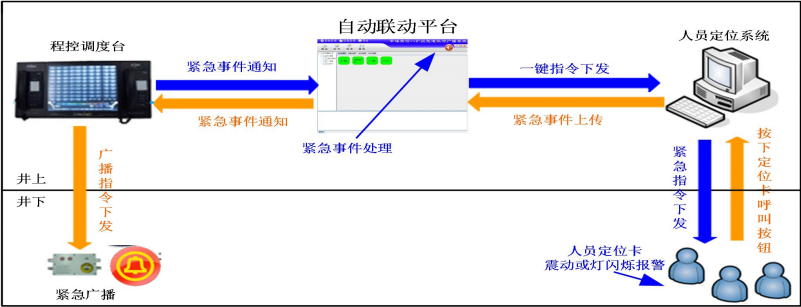 自动联动平台
程控调度台
人员定位系统
紧急事件通知
一键指令下发
紧急事件通知
紧急事件上传
紧急事件处理
广播指令下发
紧急指令下发
按下定位卡呼叫按钮
井上
井下
人员定位卡
震动或灯闪烁报警
紧急广播